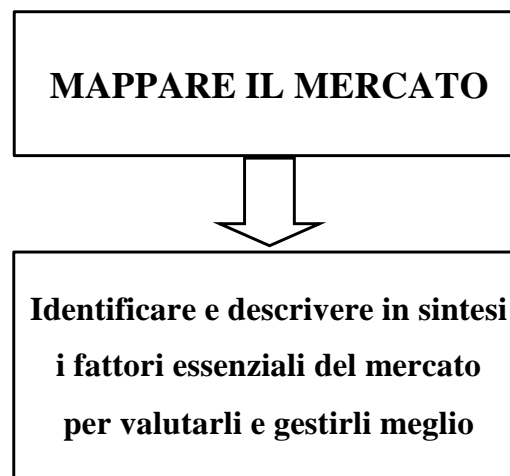 MAPPARE IL MERCATO
Identificare e descrivere in sintesi
i fattori essenziali del mercato
per valutarli e gestirli meglio